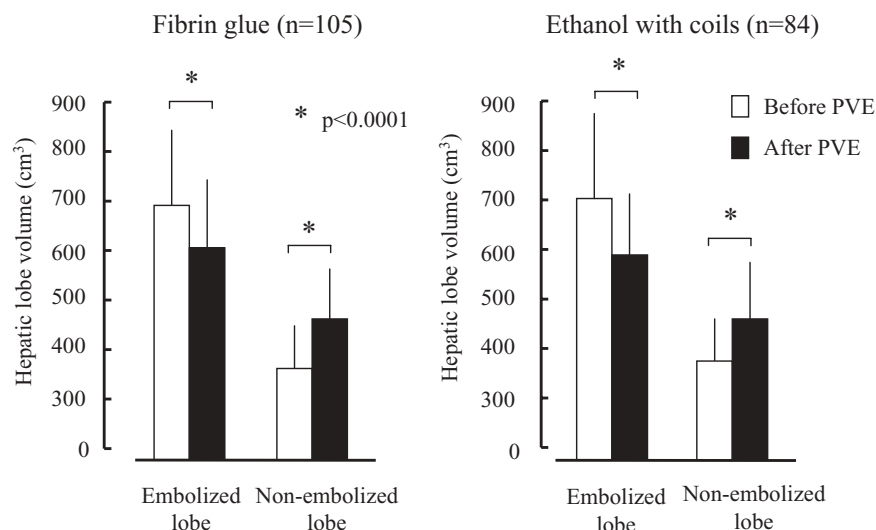 Fibrin glue (n=105)
Hepatic lobe volume (cm³)
900
800
700
600
500
400
300
0
*
*
* p<0.0001
Embolized
lobe
Non-embolized
lobe
Ethanol with coils (n=84)
Hepatic lobe volume (cm³)
900
800
700
600
500
400
300
0
*
*
Before PVE
After PVE
Embolized
lobe
Non-embolized
lobe